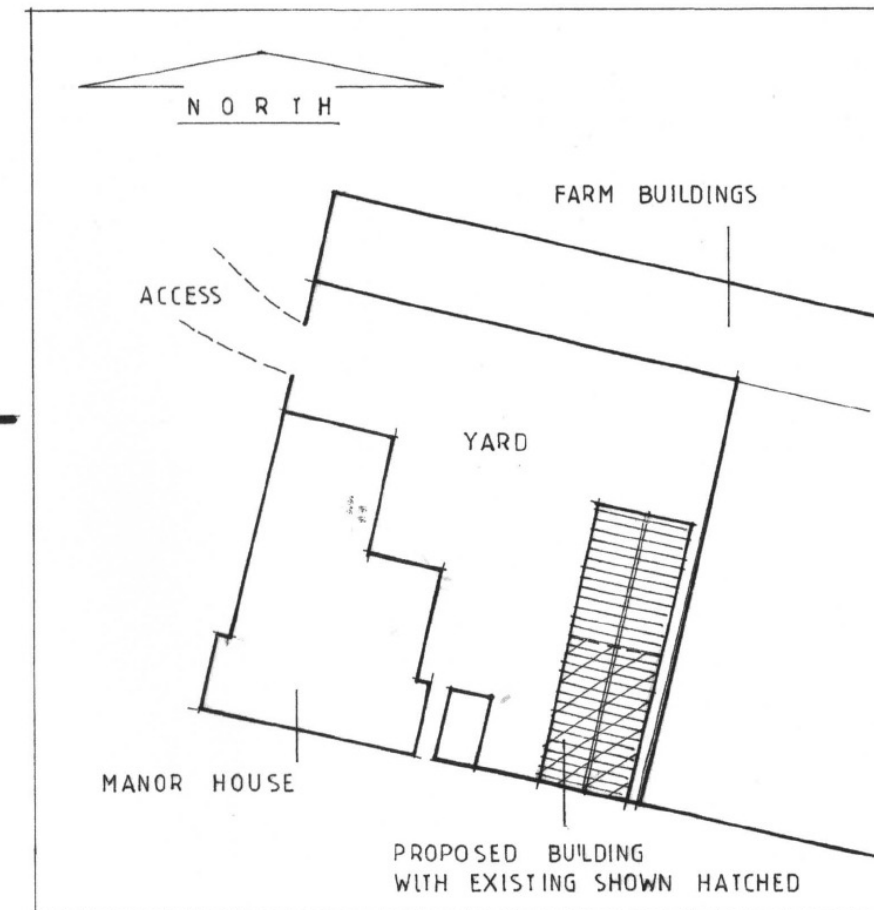 NORTH
FARM BUILDINGS
ACCESS
YARD
MANOR HOUSE
PROPOSED BUILDING
WITH EXISTING SHOWN HATCHED